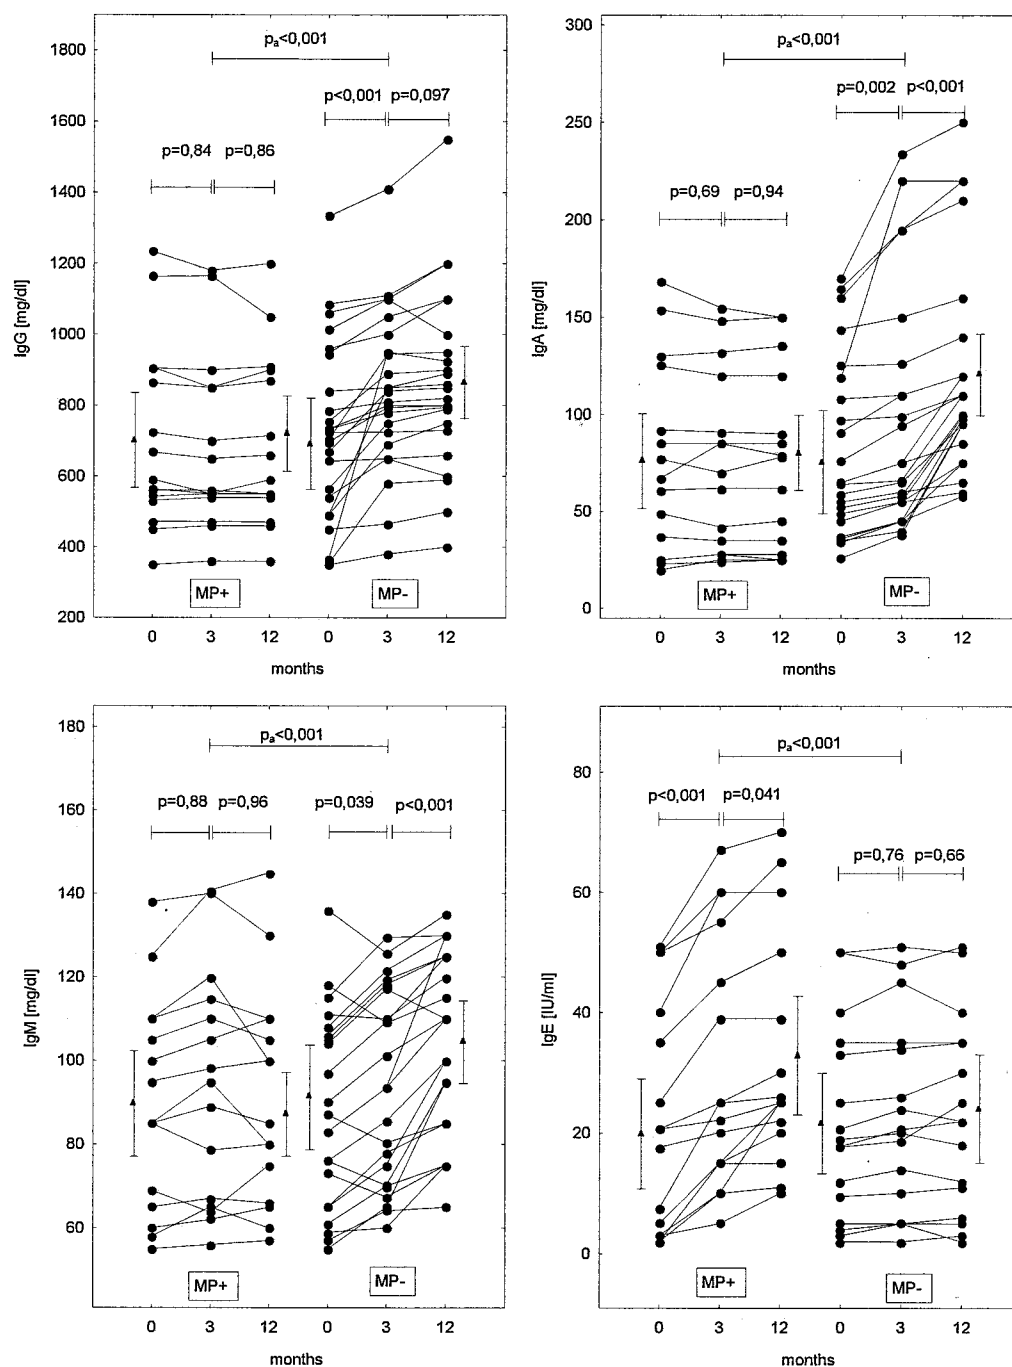 1800
1600
1400
1200
1000
800
600
400
200
IgG [mg/dl]
pa<0,001
p<0,001 p=0,097
p=0,84 p=0,86
MP+ MP-
0 3 12 0 3 12
months months
300
250
200
150
100
50
0
IgA [mg/dl]
pa<0,001
p=0,002 p<0,001
p=0,69 p=0,94
MP+ MP-
0 3 12 0 3 12
months months
180
160
140
120
100
80
60
IgM [mg/dl]
pa<0,001
p=0,88 p=0,96 p=0,039 p<0,001
MP+ MP-
0 3 12 0 3 12
months months
80
60
40
20
0
IgE [IU/ml]
pa<0,001
p<0,001 p=0,041
p=0,76 p=0,66
MP+ MP-
0 3 12 0 3 12
months months